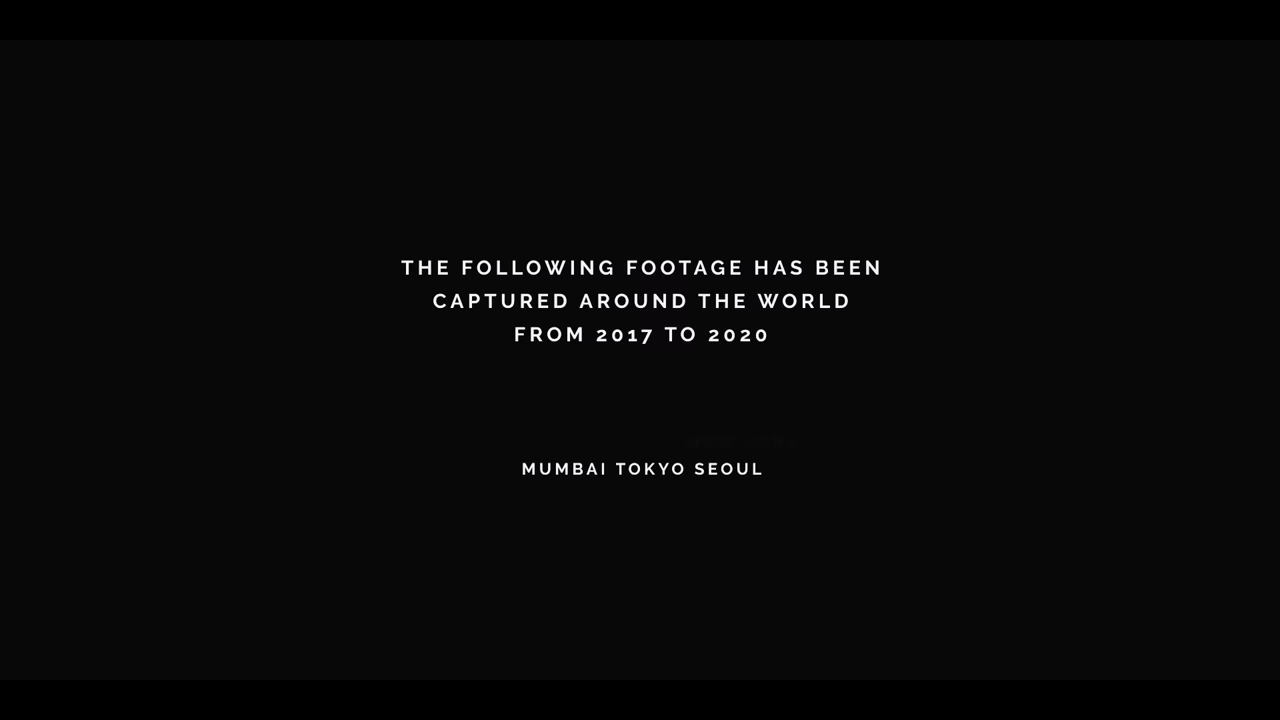 THE FOLLOWING FOOTAGE HAS BEEN
CAPTURED AROUND THE WORLD
FROM 2017 TO 2020
MUMBAI TOKYO SEOUL